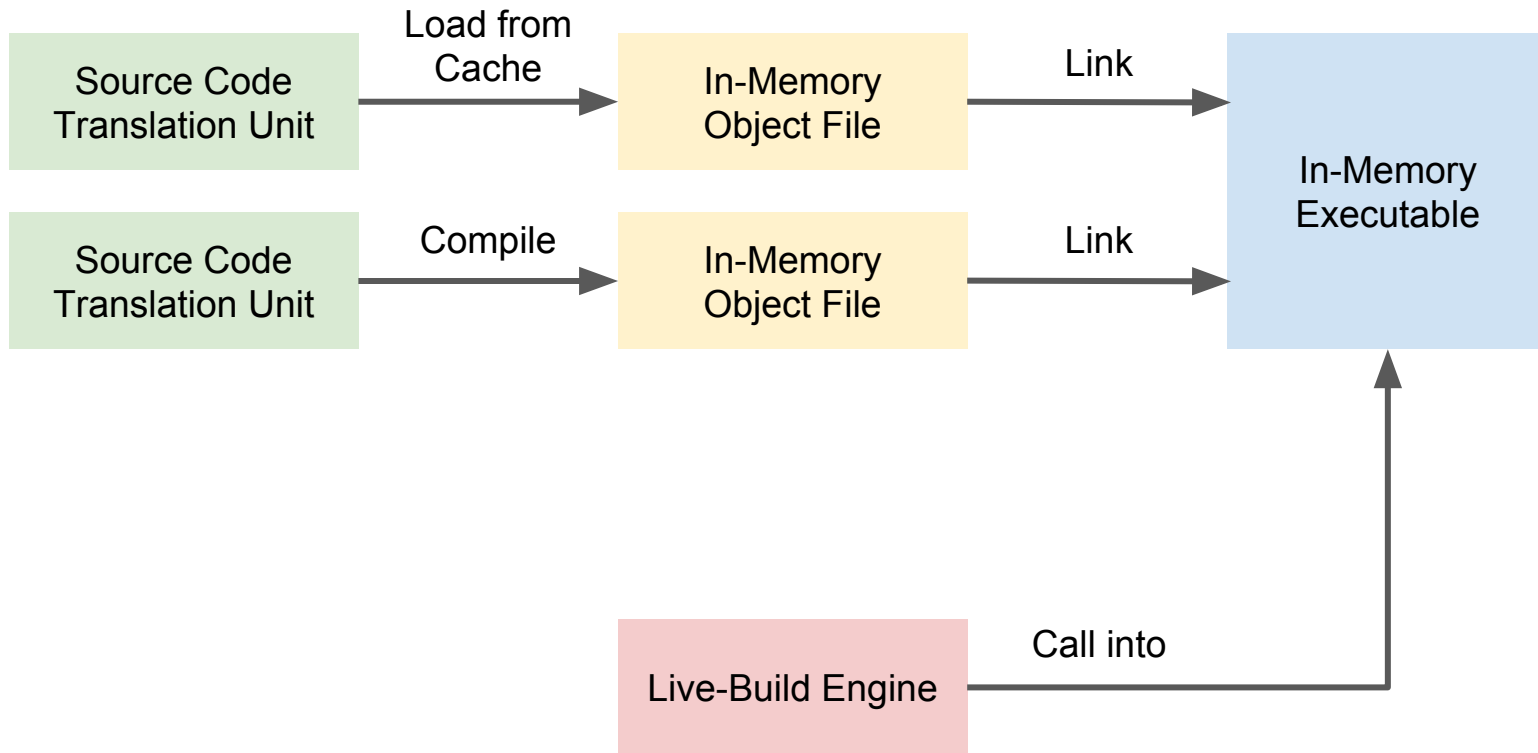 Load from
Cache
Source Code
Translation Unit
In-Memory
Object File
Link
In-Memory
Executable
Source Code
Translation Unit
Compile
In-Memory
Object File
Link
Live-Build Engine
Call into